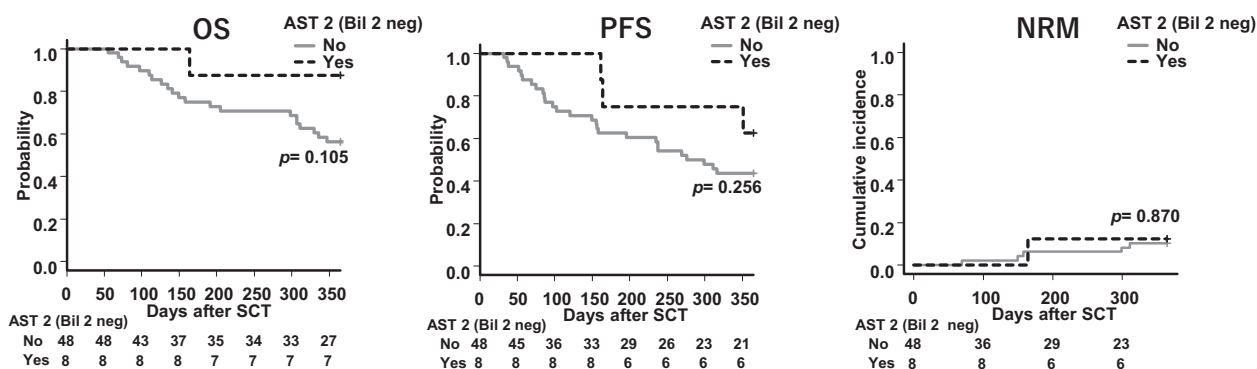 OS
AST 2 (Bil 2 neg)
No
Yes
Probability
1.0
0.8
0.6
0.4
0.2
0.0
p= 0.105
0 50 100 150 200 250 300 350
Days after SCT
AST 2 (Bil 2 neg)
No 48 48 43 37 35 34 33 27
Yes 8 8 8 8 7 7 7 7
PFS
AST 2 (Bil 2 neg)
No
Yes
Probability
1.0
0.8
0.6
0.4
0.2
0.0
p= 0.256
0 50 100 150 200 250 300 350
Days after SCT
AST 2 (Bil 2 neg)
No 48 45 36 33 29 26 23 21
Yes 8 8 8 8 6 6 6 6
NRM
AST 2 (Bil 2 neg)
No
Yes
Cumulative incidence
1.0
0.8
0.6
0.4
0.2
0.0
p= 0.870
0 100 200 300
Days after SCT
AST 2 (Bil 2 neg)
No 48 36 29 23
Yes 8 8 6 6